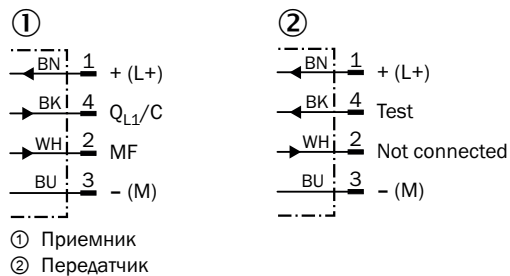 ①
BN 1 + (L+)
BK 4 QL1/C
WH 2 MF
BU 3 − (M)
②
BN 1 + (L+)
BK 4 Test
WH 2 Not connected
BU 3 − (M)
① Приемник
② Передатчик